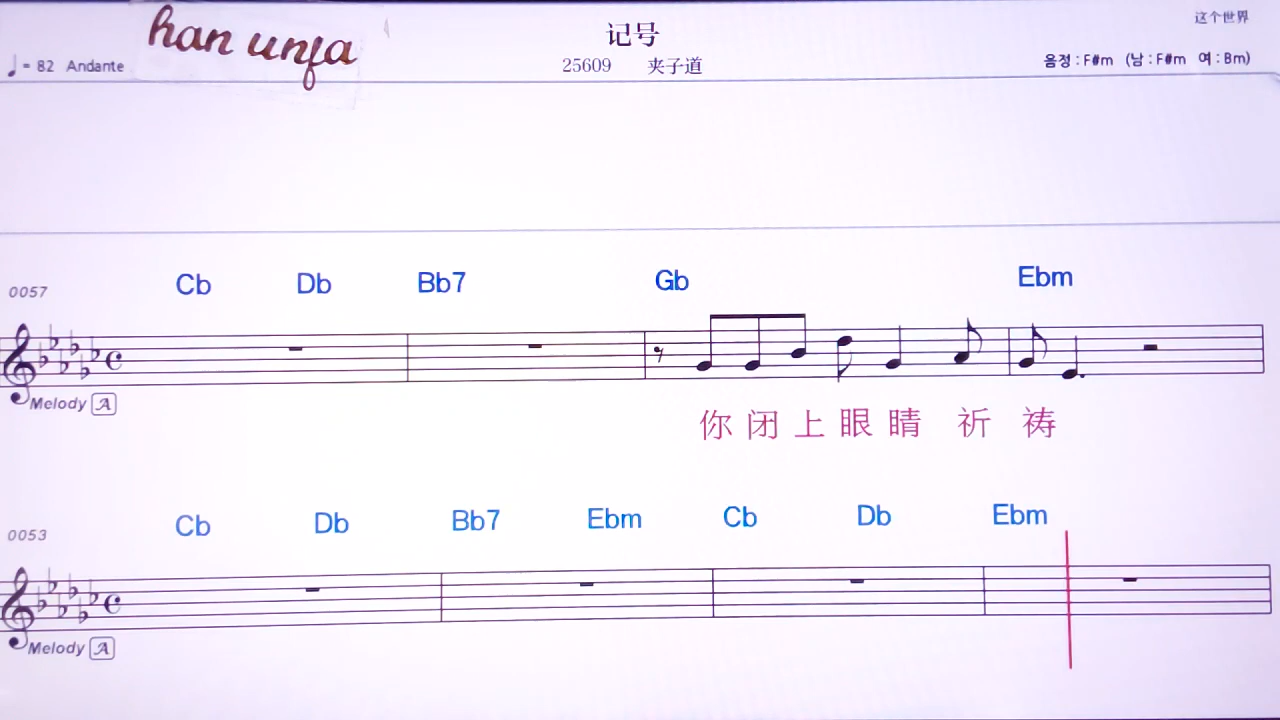 han unfa
这个世界
记号
♩= 82 Andante
25609 夹子道
음정 : F#m (남 : F#m 여 : Bm)
0057
Cb Db Bb7 Gb Ebm
Melody A
你闭上眼睛祈祷
0053
Cb Db Bb7 Ebm Cb Db Ebm
Melody A